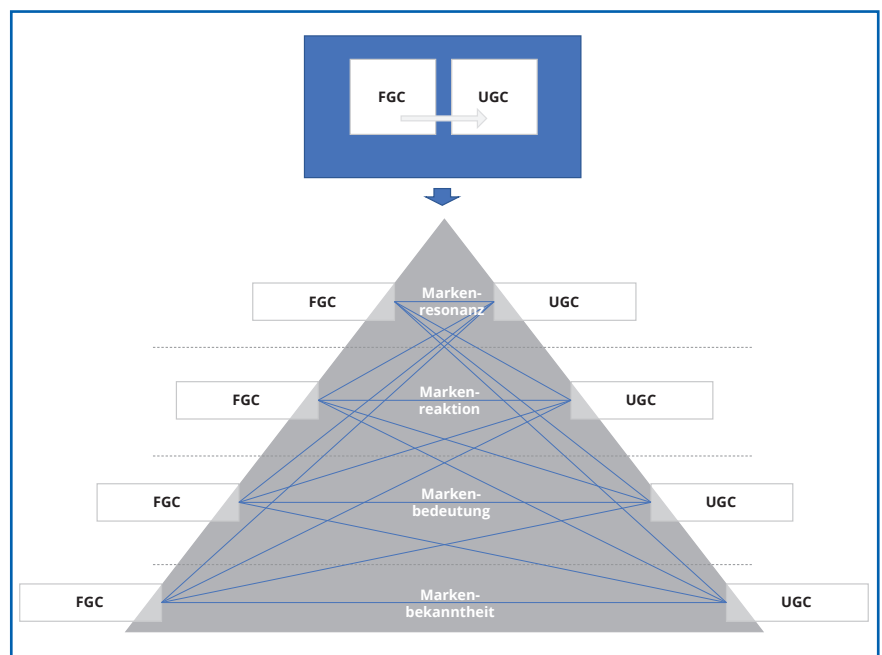 FGC
UGC
FGC
Marken-
resonanz
UGC
FGC
Marken-
reaktion
UGC
FGC
Marken-
bedeutung
UGC
FGC
Marken-
bekanntheit
UGC